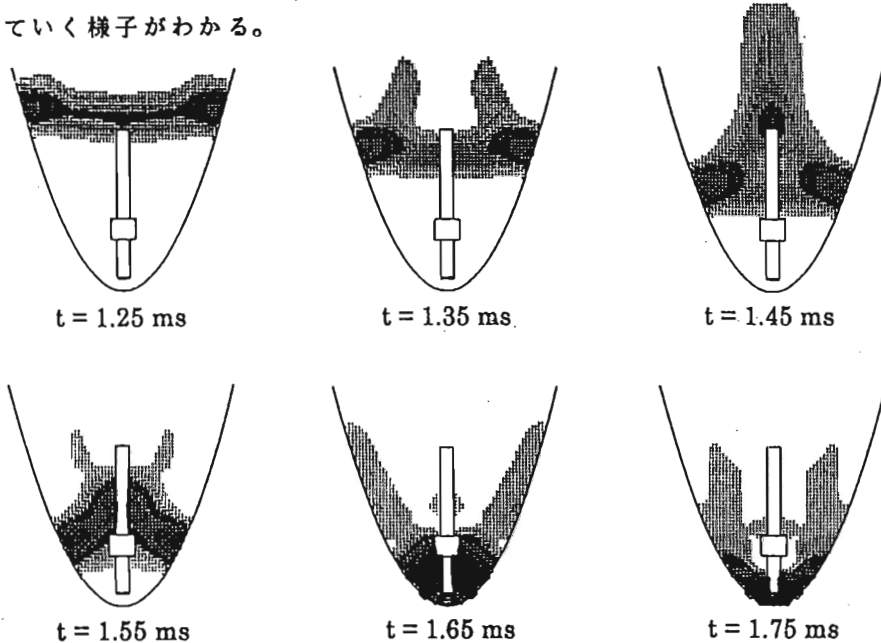 ていく様子がわかる。
t = 1.25 ms
t = 1.35 ms
t = 1.45 ms
t = 1.55 ms
t = 1.65 ms
t = 1.75 ms